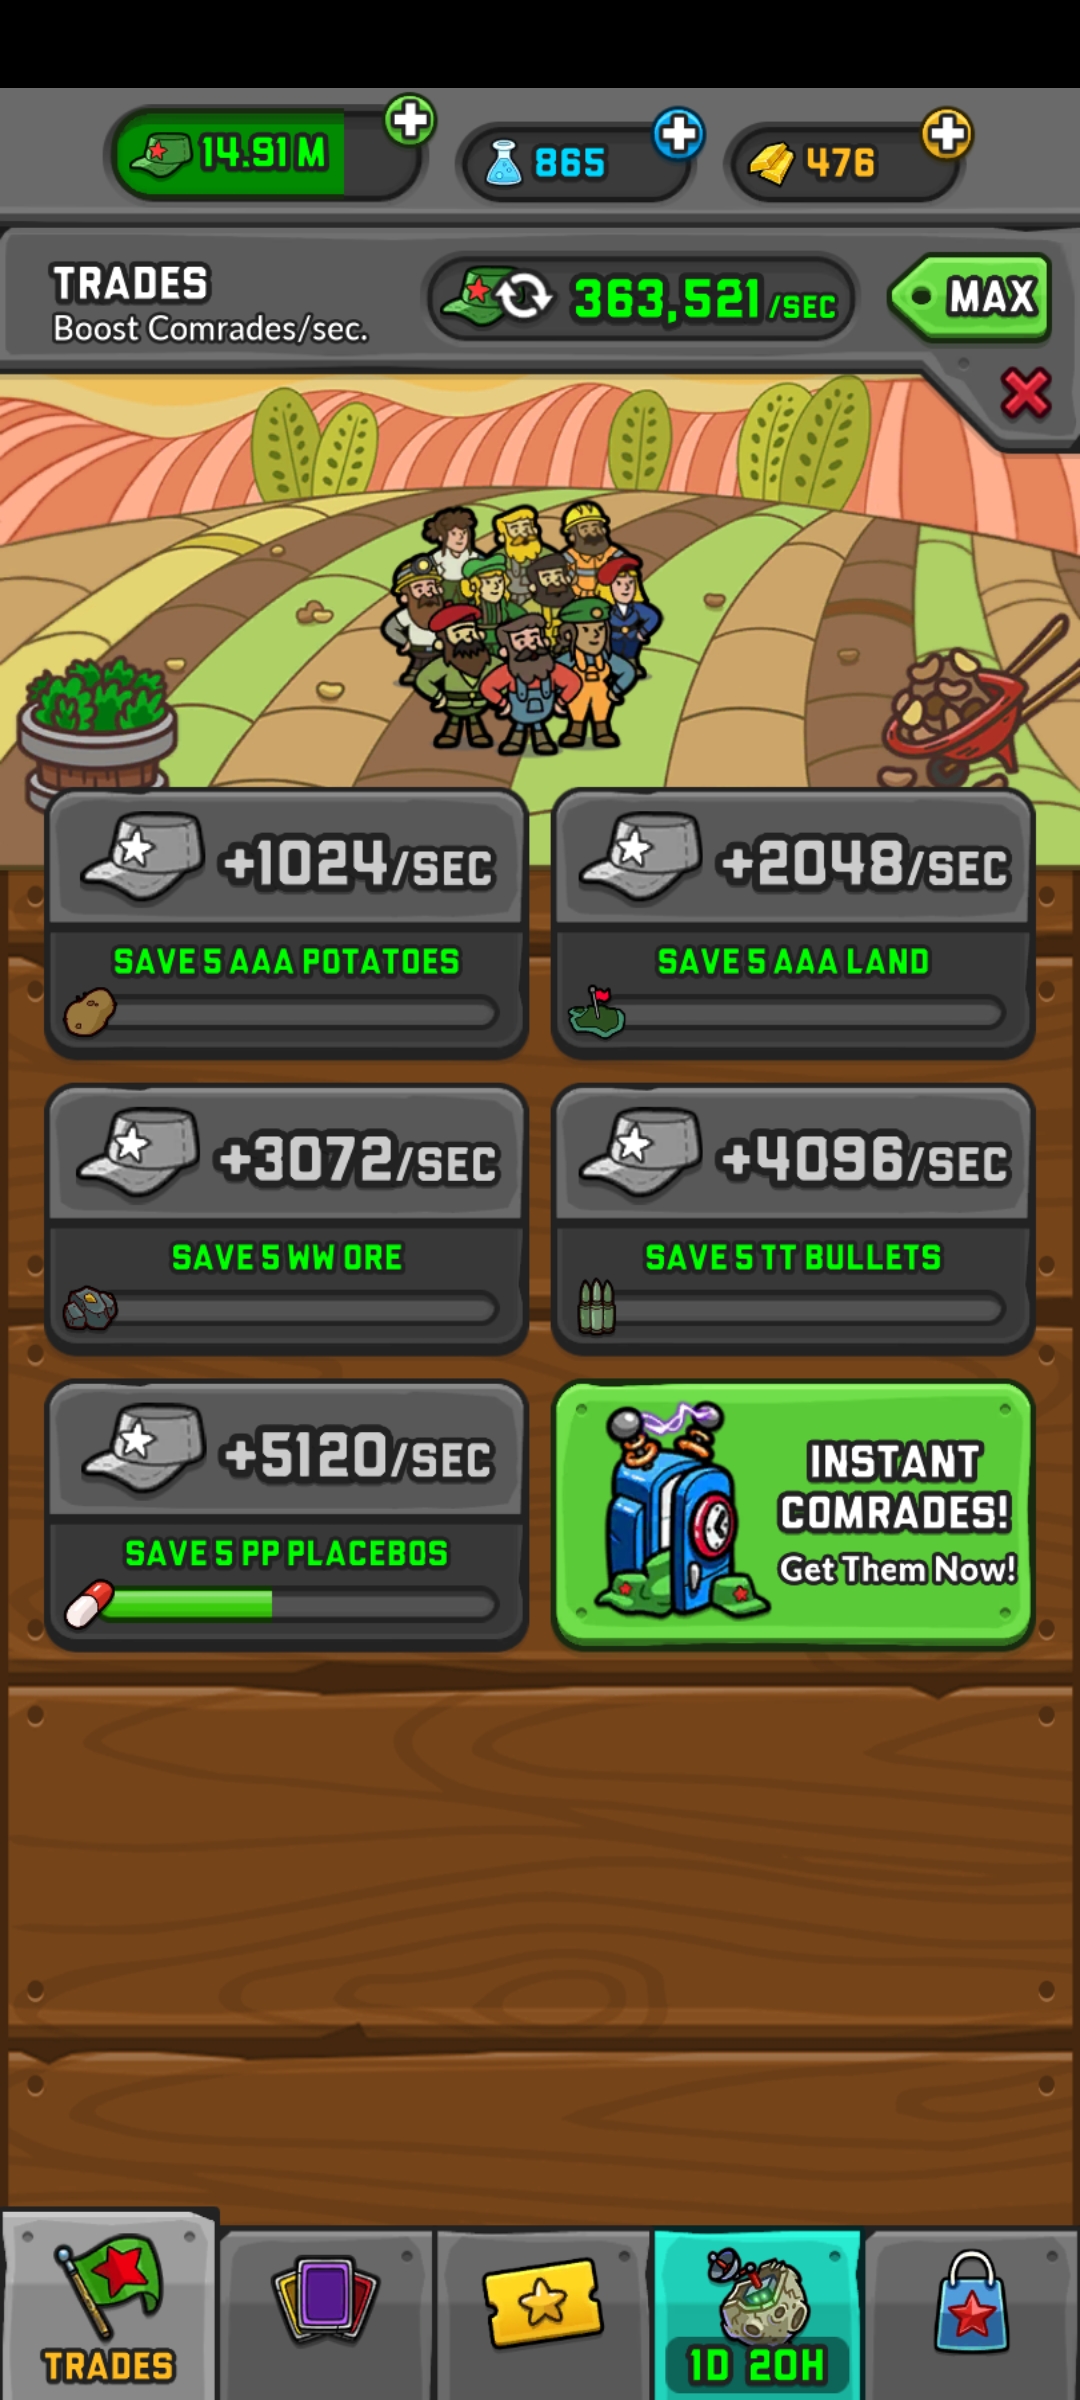 14.91 M
865
476
TRADES
Boost Comrades/sec.
363,521 /SEC
MAX
+1024/SEC
SAVE 5 AAA POTATOES
+2048/SEC
SAVE 5 AAA LAND
+3072/SEC
SAVE 5 WW ORE
+4096/SEC
SAVE 5 TT BULLETS
+5120/SEC
SAVE 5 PP PLACEBOS
INSTANT
COMRADES!
Get Them Now!
TRADES
1D 20H